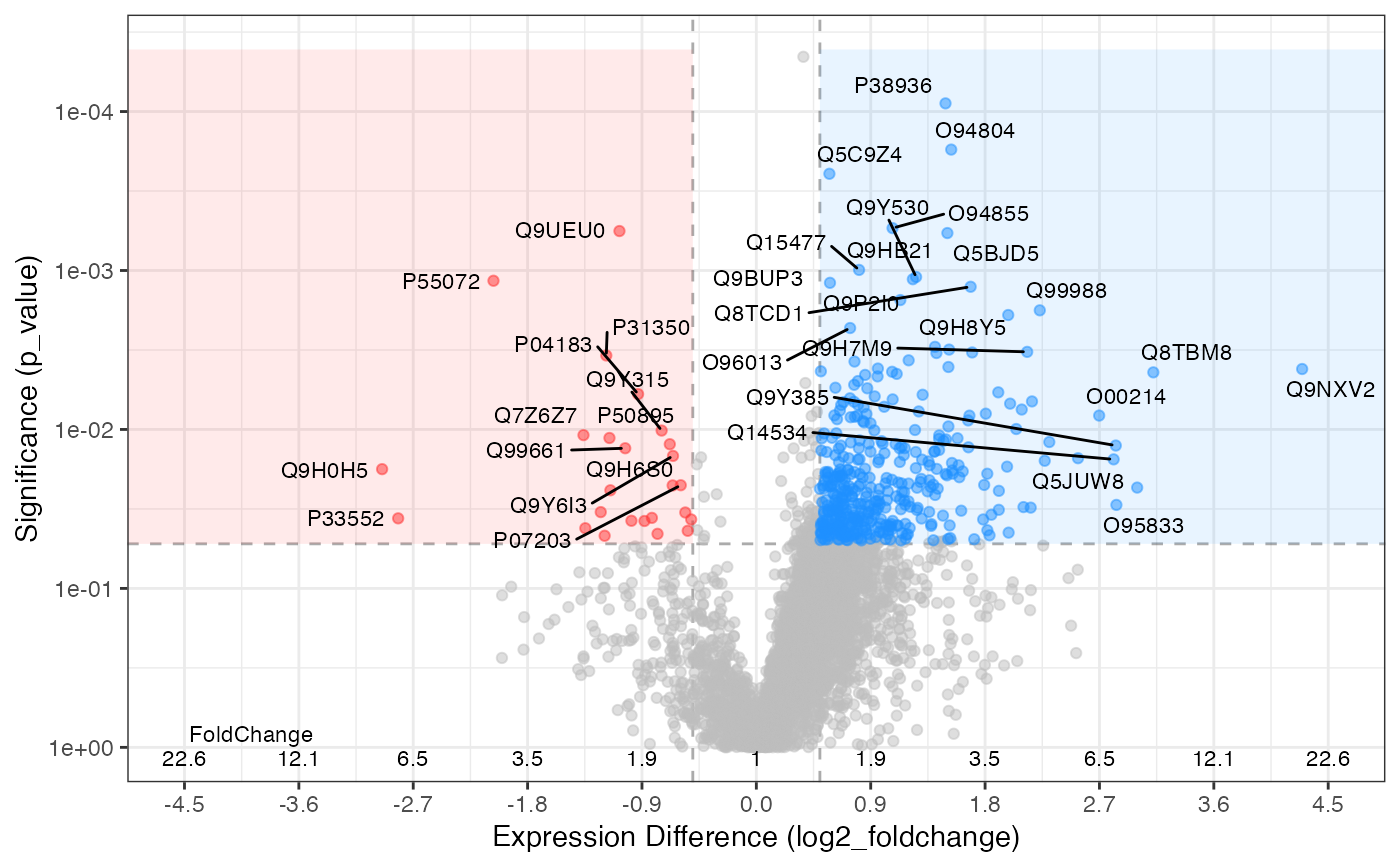 P38936
1e-04
O94804
Q5C9Z4
Q9Y530
O94855
Q9UEU0
Q15477
Q9HB21
Q5BJD5
1e-03
P55072
Q9BUP3
Q99988
Q9P2I0
Q8TCD1
P31350
Q9H8Y5
P04183
Q9H7M9
Q8TBM8
O96013
Q9Y315
Q9NXV2
Q9Y385
O00214
Q7Z6Z7
P50895
1e-02
Q14534
Q99661
Q9H0H5
Q9H6S0
Q5JUW8
Q9Y6I3
P33552
O95833
P07203
1e-01
FoldChange
1e+00
22.6 12.1 6.5 3.5 1.9 1 1.9 3.5 6.5 12.1 22.6
-4.5 -3.6 -2.7 -1.8 -0.9 0.0 0.9 1.8 2.7 3.6 4.5
Expression Difference (log2_foldchange)
Significance (p_value)